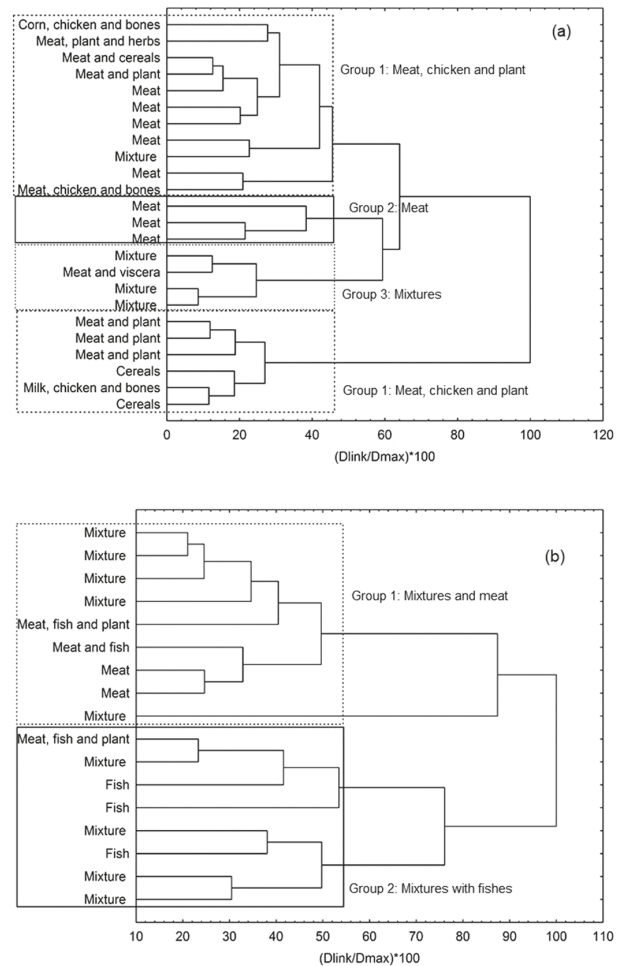 (a)
Corn, chicken and bones
Meat, plant and herbs
Meat and cereals
Meat and plant
Meat
Meat
Meat
Meat
Mixture
Meat
Meat, chicken and bones
Group 1: Meat, chicken and plant
Meat
Meat
Meat
Group 2: Meat
Mixture
Meat and viscera
Mixture
Mixture
Group 3: Mixtures
Meat and plant
Meat and plant
Meat and plant
Cereals
Milk, chicken and bones
Cereals
Group 1: Meat, chicken and plant
0 20 40 60 80 100 120
(Dlink/Dmax)*100
(b)
Mixture
Mixture
Mixture
Mixture
Meat, fish and plant
Meat and fish
Meat
Meat
Mixture
Group 1: Mixtures and meat
Meat, fish and plant
Mixture
Fish
Fish
Mixture
Fish
Mixture
Mixture
Group 2: Mixtures with fishes
10 20 30 40 50 60 70 80 90 100 110
(Dlink/Dmax)*100